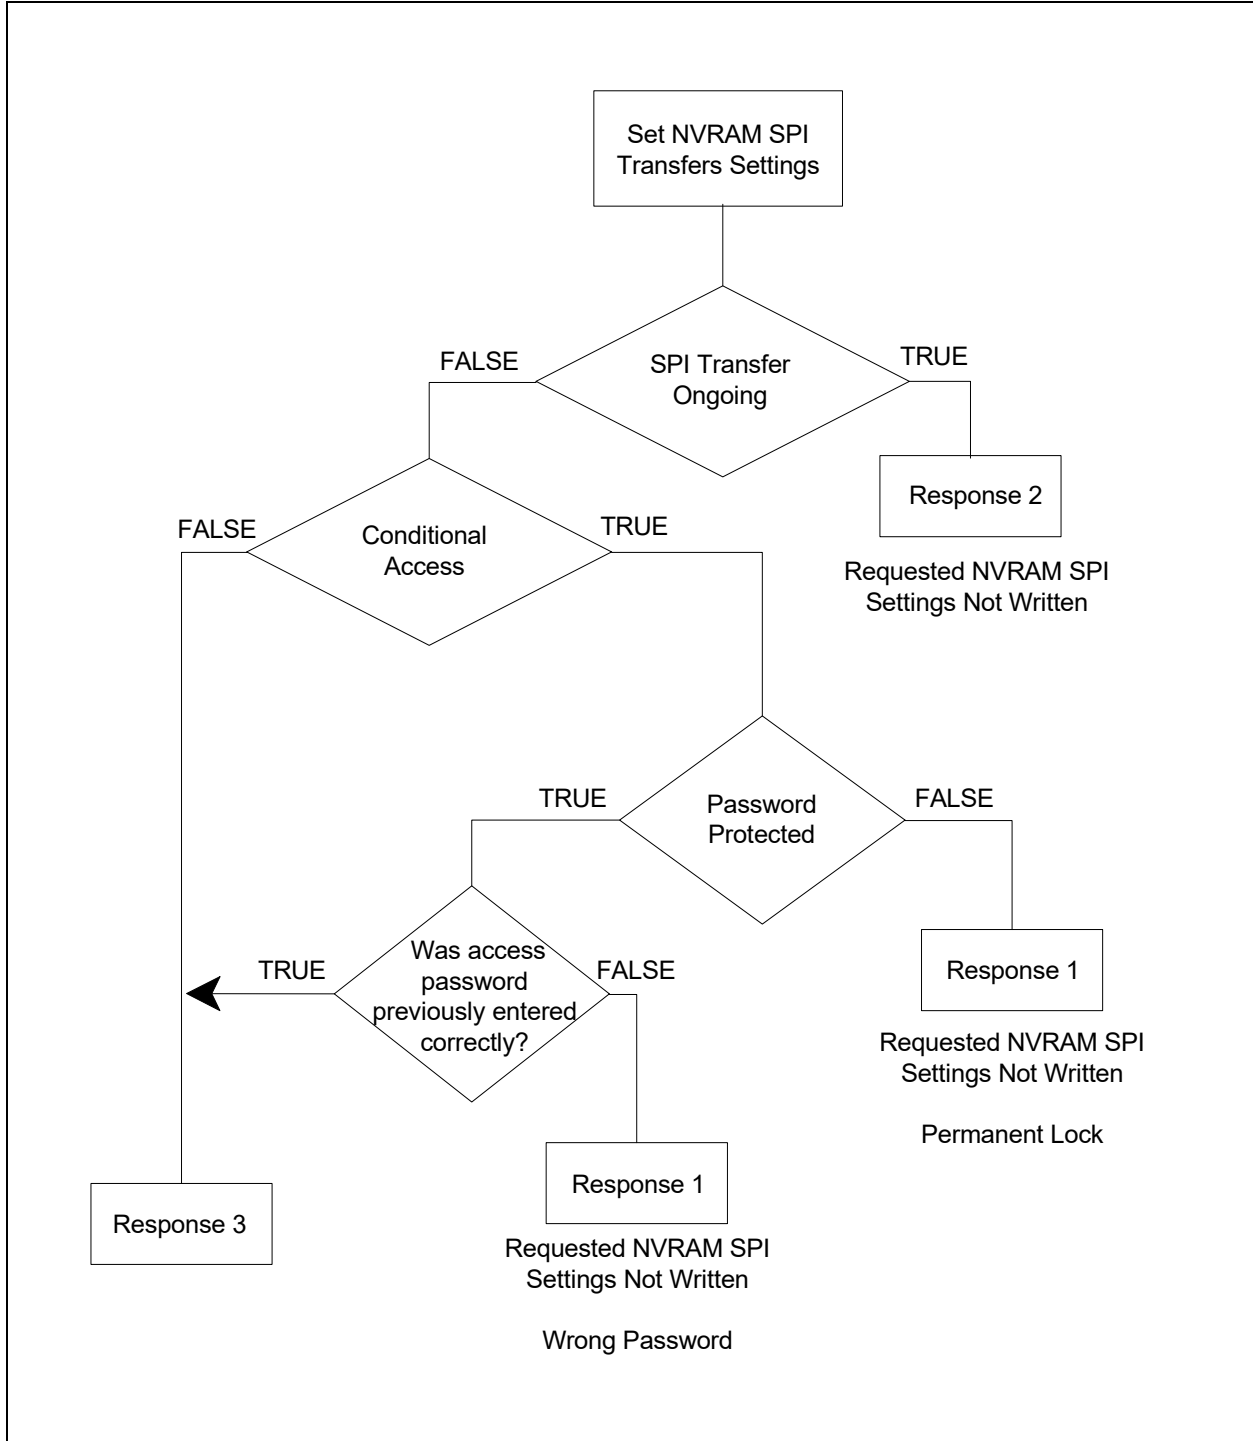 Set NVRAM SPI
Transfers Settings
FALSE
SPI Transfer
Ongoing
TRUE
Response 2
Requested NVRAM SPI
Settings Not Written
FALSE
Conditional
Access
TRUE
TRUE
Password
Protected
FALSE
Response 1
Requested NVRAM SPI
Settings Not Written
Permanent Lock
TRUE
Was access
password
previously entered
correctly?
FALSE
Response 1
Requested NVRAM SPI
Settings Not Written
Wrong Password
Response 3